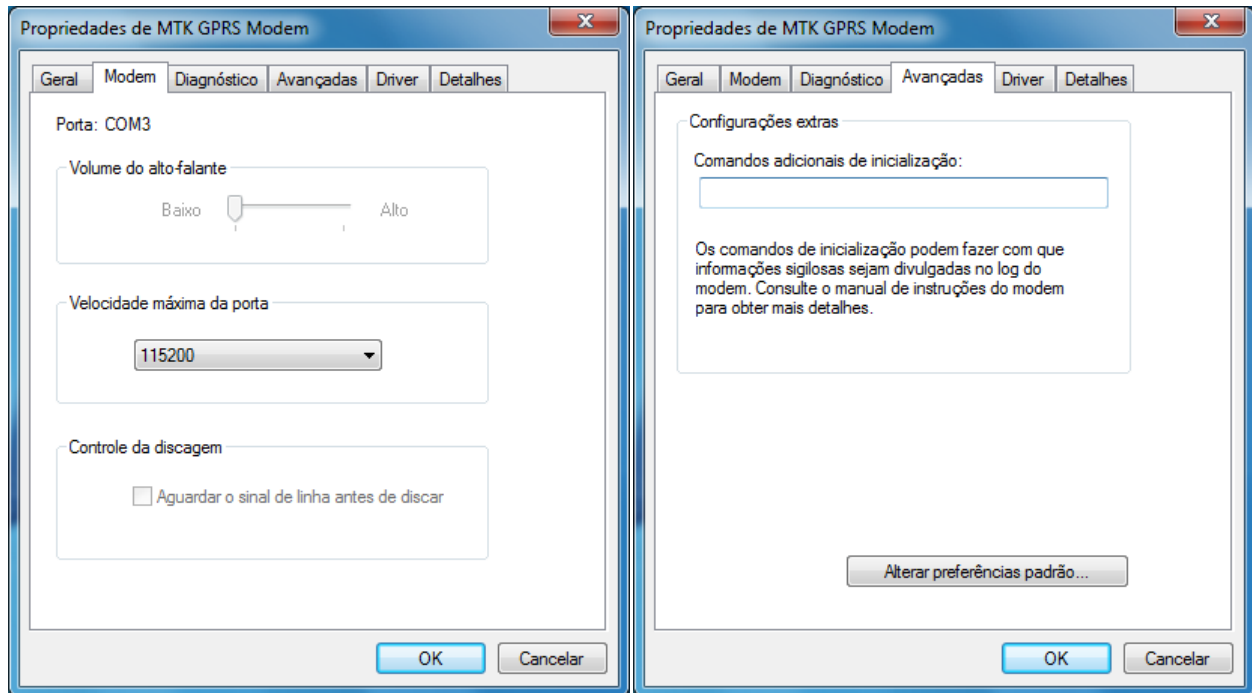 Propriedades de MTK GPRS Modem
Geral Modem Diagnóstico Avançadas Driver Detalhes
Porta: COM3
Volume do alto-falante
Baixo Alto
Velocidade máxima da porta
115200
Controle da discagem
Aguardar o sinal de linha antes de discar
OK Cancelar
Propriedades de MTK GPRS Modem
Geral Modem Diagnóstico Avançadas Driver Detalhes
Configurações extras
Comandos adicionais de inicialização:
Os comandos de inicialização podem fazer com que
informações sigilosas sejam divulgadas no log do
modem. Consulte o manual de instruções do modem
para obter mais detalhes.
Alterar preferências padrão...
OK Cancelar